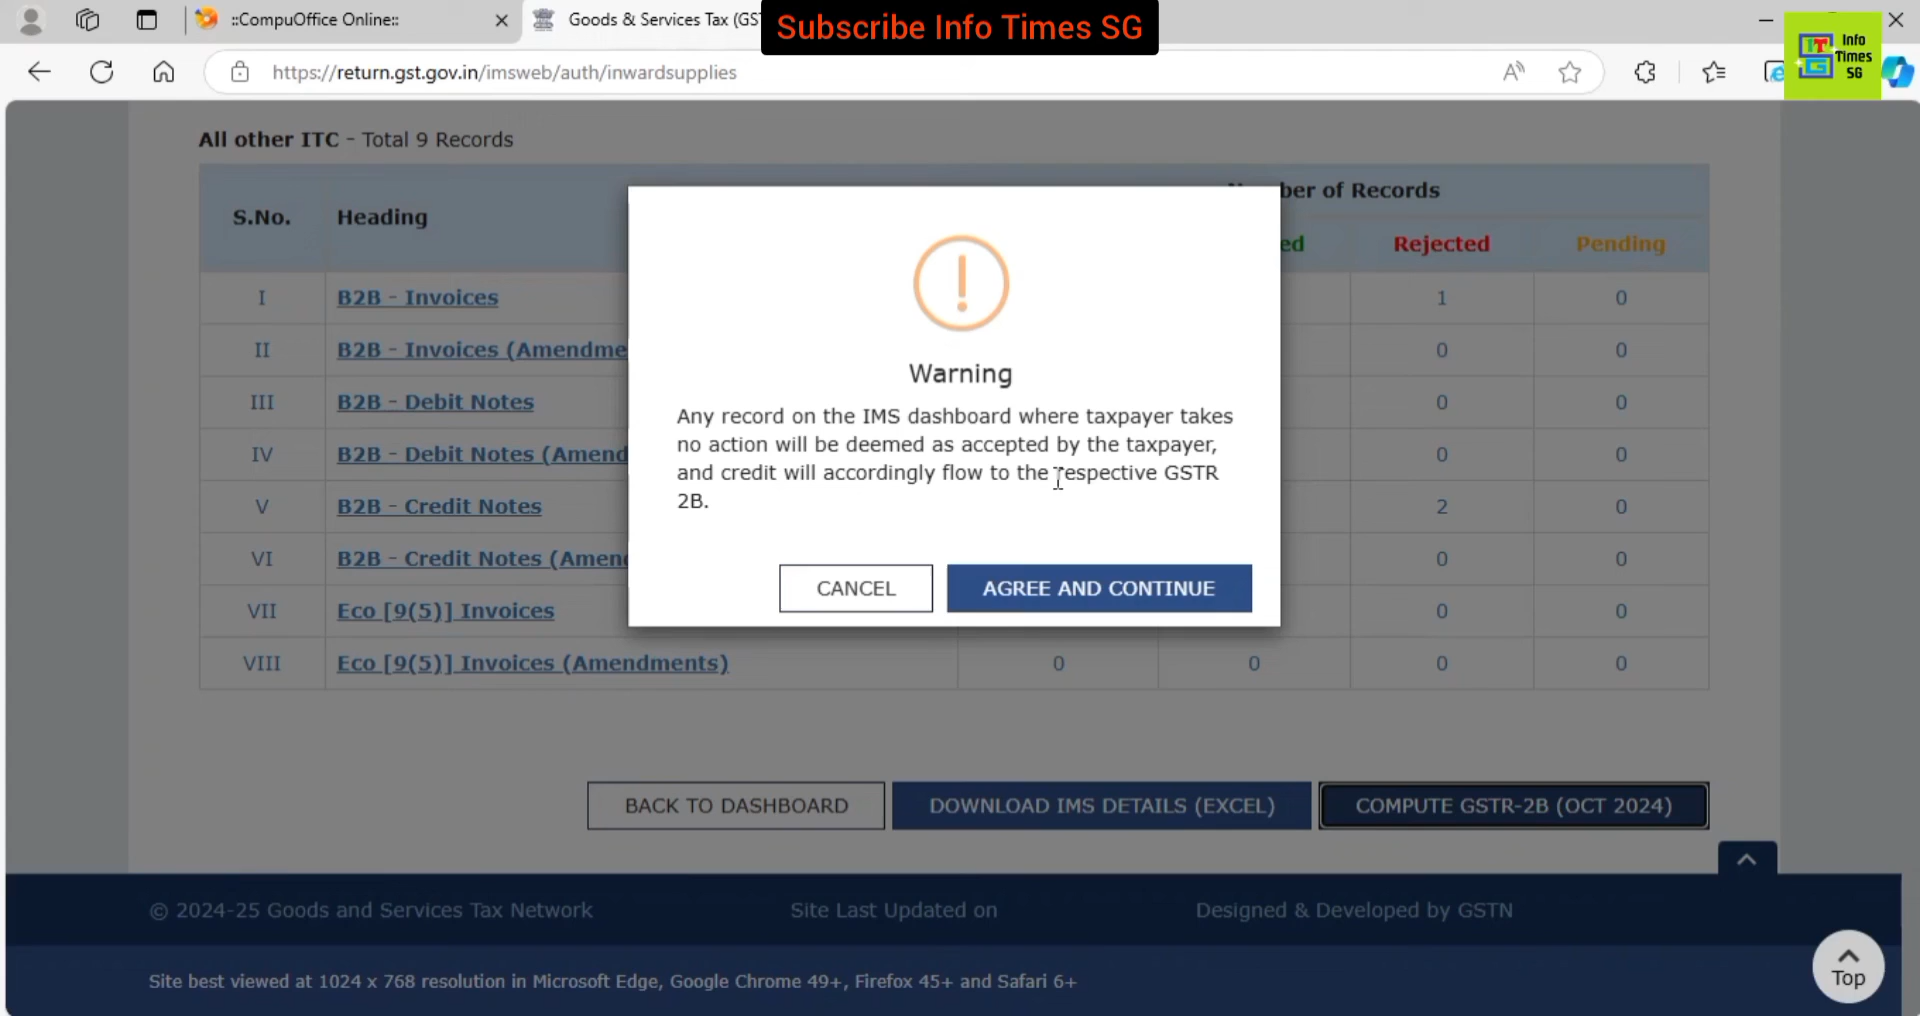 ::CompuOffice Online::
Goods & Services Tax (GS
Subscribe Info Times SG
Info
Times
SG
https://return.gst.gov.in/imsweb/auth/inwardsupplies
All other ITC - Total 9 Records
S.No. Heading ber of Records
ed Rejected Pending
I B2B - Invoices 1 0
II B2B - Invoices (Amendme 0 0
III B2B - Debit Notes 0 0
IV B2B - Debit Notes (Amend 0 0
V B2B - Credit Notes 2 0
VI B2B - Credit Notes (Amen 0 0
VII Eco [9(5)] Invoices 0 0
VIII Eco [9(5)] Invoices (Amendments) 0 0 0 0
Warning
Any record on the IMS dashboard where taxpayer takes
no action will be deemed as accepted by the taxpayer,
and credit will accordingly flow to the respective GSTR
2B.
CANCEL AGREE AND CONTINUE
BACK TO DASHBOARD DOWNLOAD IMS DETAILS (EXCEL) COMPUTE GSTR-2B (OCT 2024)
© 2024-25 Goods and Services Tax Network Site Last Updated on Designed & Developed by GSTN
Site best viewed at 1024 x 768 resolution in Microsoft Edge, Google Chrome 49+, Firefox 45+ and Safari 6+
Top